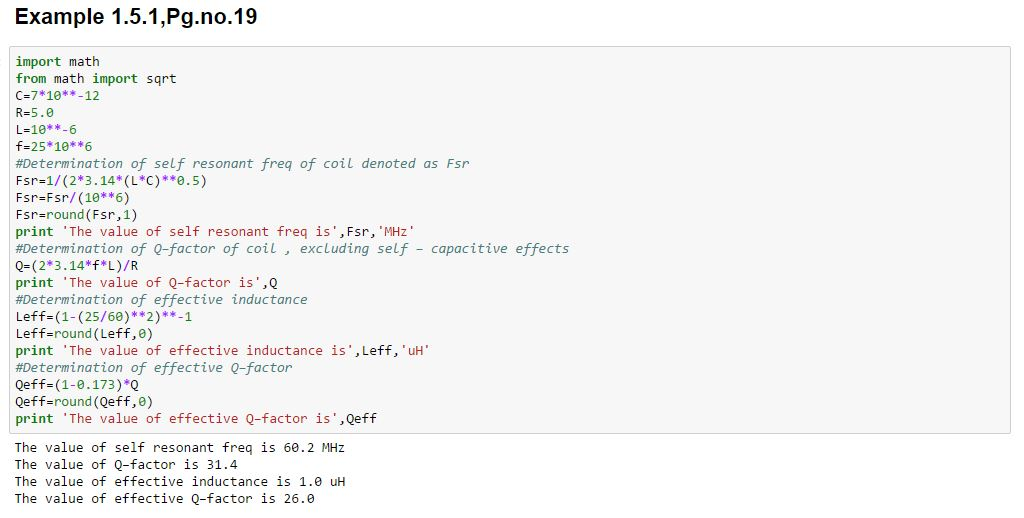 Example 1.5.1,Pg.no.19
import math
from math import sqrt
C=7*10**-12
R=5.0
L=10**-6
f=25*10**6
#Determination of self resonant freq of coil denoted as Fsr
Fsr=1/(2*3.14*(L*C)**0.5)
Fsr=Fsr/(10**6)
Fsr=round(Fsr,1)
print 'The value of self resonant freq is',Fsr,'MHz'
#Determination of Q–factor of coil , excluding self – capacitive effects
Q=(2*3.14*f*L)/R
print 'The value of Q–factor is',Q
#Determination of effective inductance
Leff=(1-(25/60)**2)**-1
Leff=round(Leff,0)
print 'The value of effective inductance is',Leff,'uH'
#Determination of effective Q–factor
Qeff=(1-0.173)*Q
Qeff=round(Qeff,0)
print 'The value of effective Q–factor is',Qeff
The value of self resonant freq is 60.2 MHz
The value of Q–factor is 31.4
The value of effective inductance is 1.0 uH
The value of effective Q–factor is 26.0